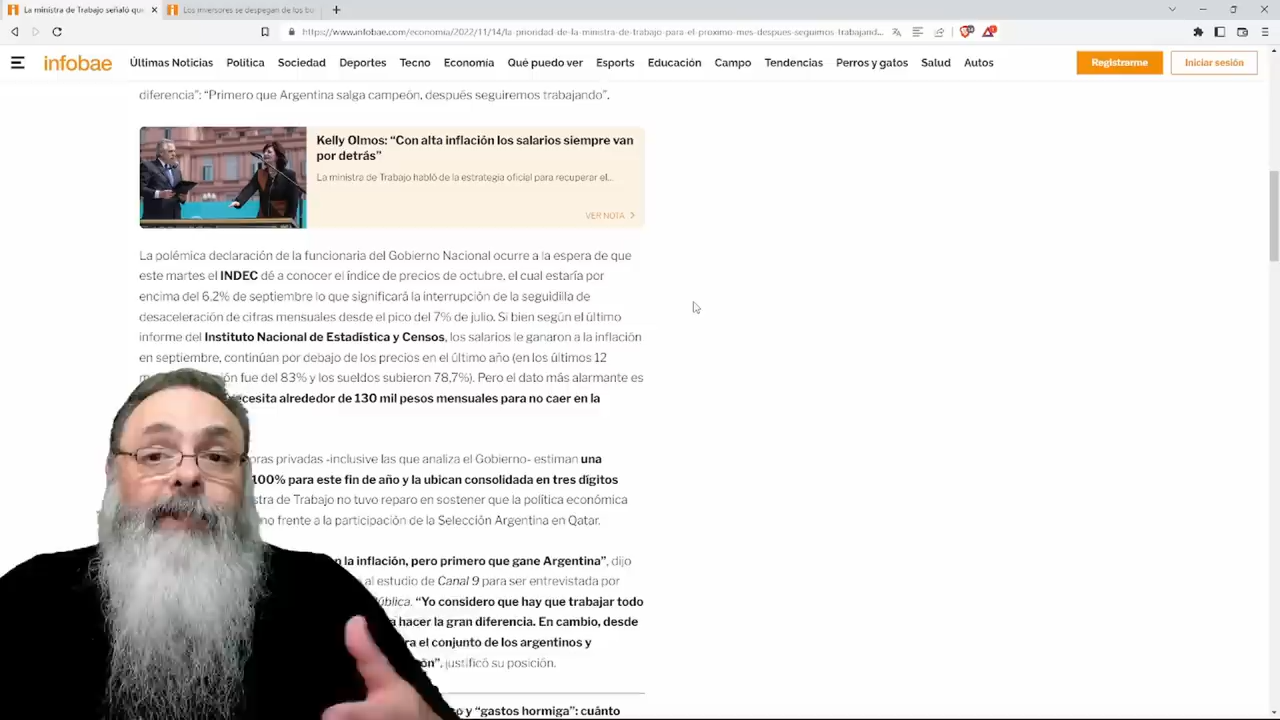 La ministra de Trabajo señaló que
Los inversores se despegan de los bo
https://www.infobae.com/economia/2022/11/14/la-prioridad-de-la-ministra-de-trabajo-para-el-proximo-mes-despues-seguimos-trabajand...
infobae
Últimas Noticias
Política
Sociedad
Deportes
Tecno
Economía
Qué puedo ver
Esports
Educación
Campo
Tendencias
Perros y gatos
Salud
Autos
Registrarme
Iniciar sesión
diferencia”: “Primero que Argentina salga campeón, después seguiremos trabajando”.
Kelly Olmos: “Con alta inflación los salarios siempre van
por detrás”
La ministra de Trabajo habló de la estrategia oficial para recuperar el...
VER NOTA
La polémica declaración de la funcionaria del Gobierno Nacional ocurre a la espera de que
este martes el INDEC dé a conocer el índice de precios de octubre, el cual estaría por
encima del 6,2% de septiembre lo que significará la interrupción de la seguidilla de
desaceleración de cifras mensuales desde el pico del 7% de julio. Si bien según el último
informe del Instituto Nacional de Estadística y Censos, los salarios le ganaron a la inflación
en septiembre, continúan por debajo de los precios en el último año (en los últimos 12
ón fue del 83% y los sueldos subieron 78,7%). Pero el dato más alarmante es
ecesita alrededor de 130 mil pesos mensuales para no caer en la
oras privadas -inclusive las que analiza el Gobierno- estiman una
100% para este fin de año y la ubican consolidada en tres dígitos
stra de Trabajo no tuvo reparo en sostener que la política económica
no frente a la participación de la Selección Argentina en Qatar.
n la inflación, pero primero que gane Argentina”, dijo
al estudio de Canal 9 para ser entrevistada por
ública. “Yo considero que hay que trabajar todo
a hacer la gran diferencia. En cambio, desde
ra el conjunto de los argentinos y
ón”, justificó su posición.
o y “gastos hormiga”: cuánto